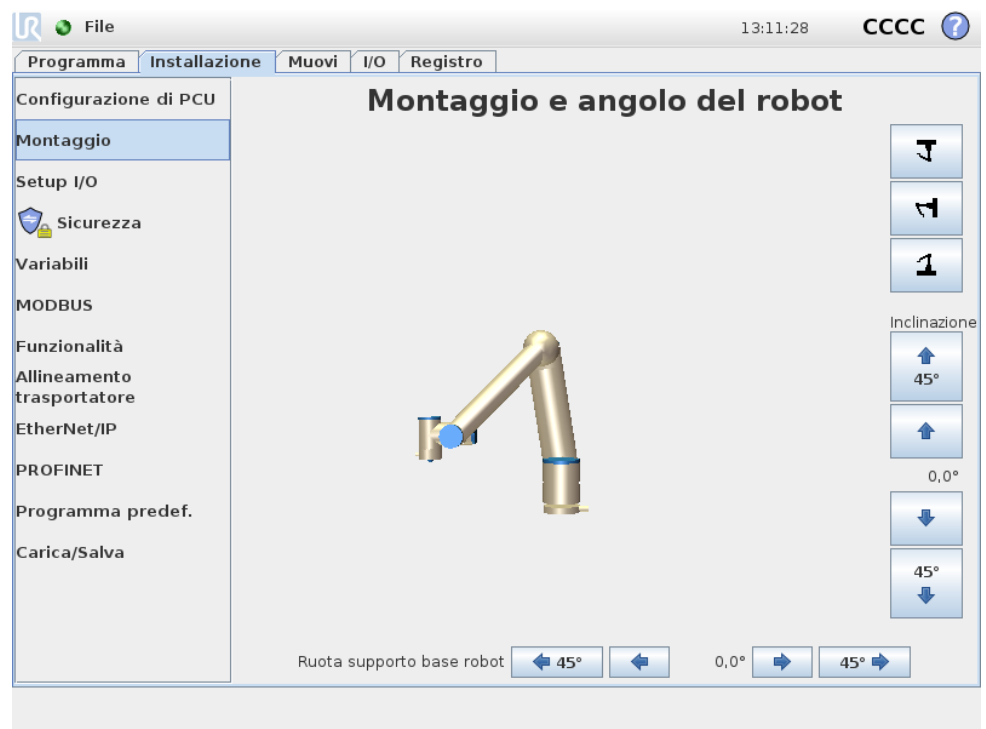 UR File 13:11:28 CCCC ?
Programma Installazione Muovi I/O Registro
Configurazione di PCU
Montaggio
Setup I/O
Sicurezza
Variabili
MODBUS
Funzionalità
Allineamento
trasportatore
EtherNet/IP
PROFINET
Programma predef.
Carica/Salva
Montaggio e angolo del robot
Inclinazione
45°
0,0°
45°
Ruota supporto base robot 45° 0,0° 45°